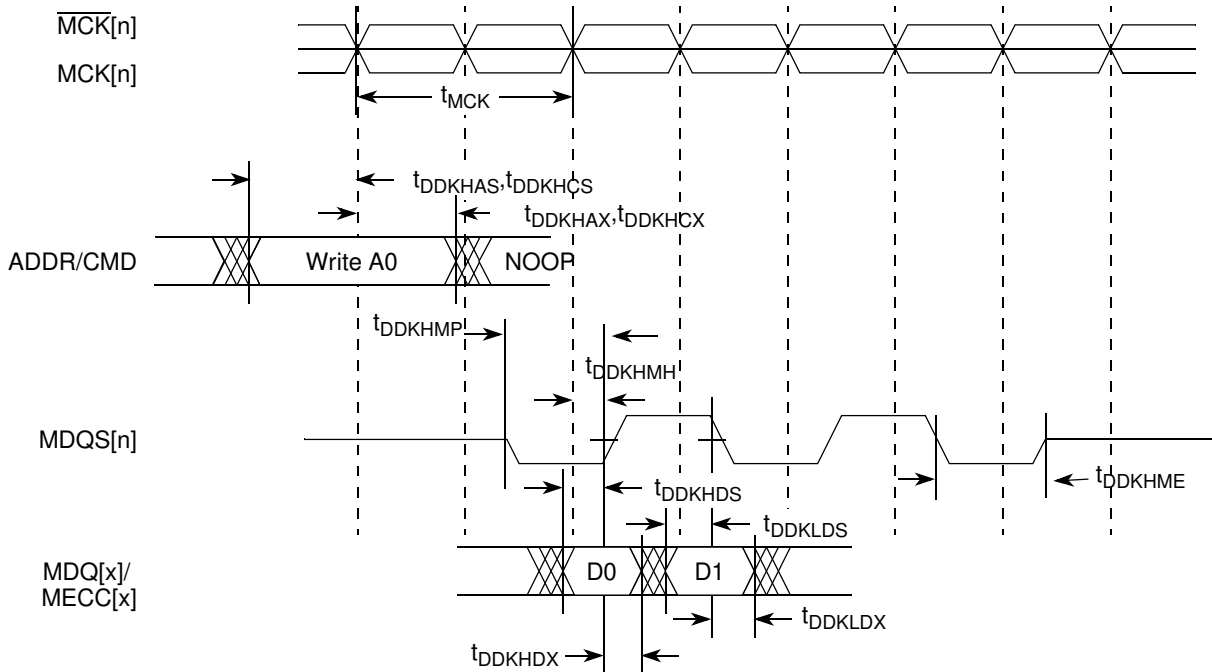 MCK[n]
MCK[n]
tMCK
tDDKHAS,tDDKHCS
tDDKHAX,tDDKHCX
ADDR/CMD
Write A0
NOOP
tDDKHMP
tDDKHMH
MDQS[n]
tDDKHME
tDDKHDS
tDDKLDS
MDQ[x]/
MECC[x]
D0
D1
tDDKLDX
tDDKHDX